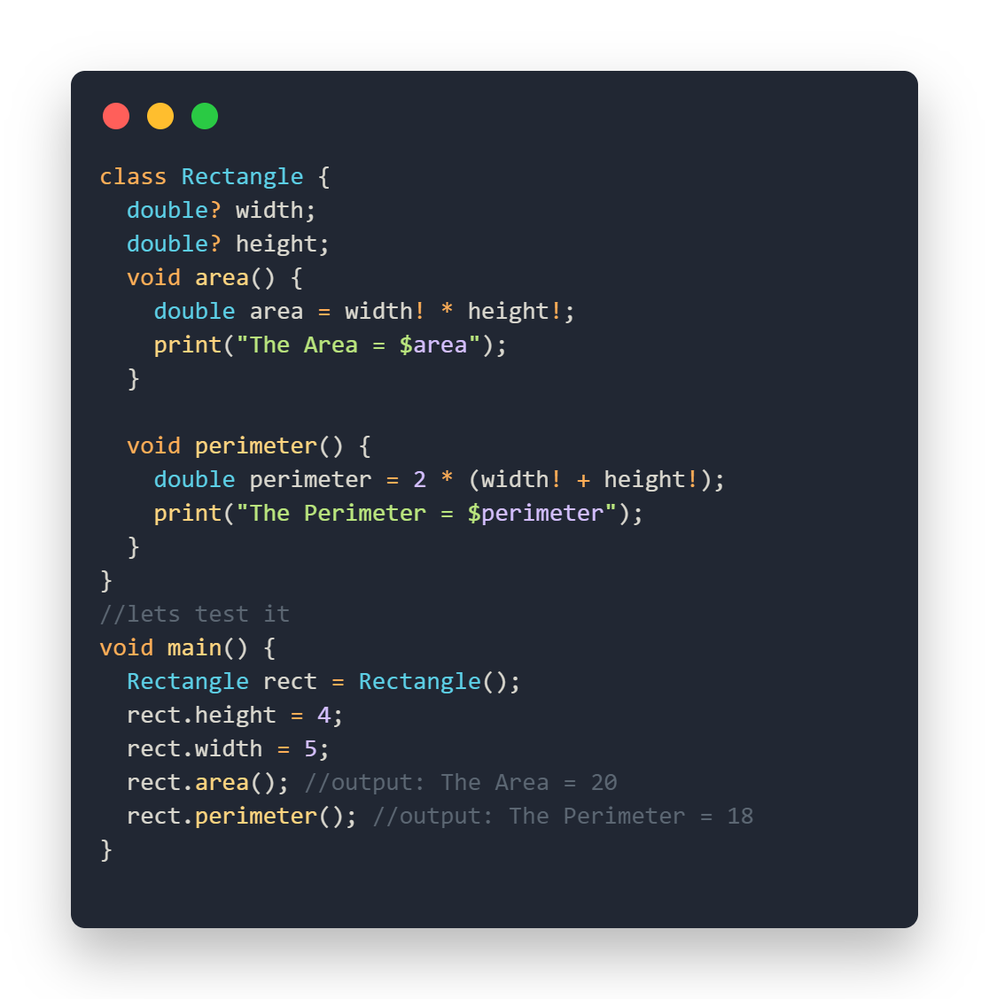 class Rectangle {
  double? width;
  double? height;
  void area() {
    double area = width! * height!;
    print("The Area = $area");
  }

  void perimeter() {
    double perimeter = 2 * (width! + height!);
    print("The Perimeter = $perimeter");
  }
}
//lets test it
void main() {
  Rectangle rect = Rectangle();
  rect.height = 4;
  rect.width = 5;
  rect.area(); //output: The Area = 20
  rect.perimeter(); //output: The Perimeter = 18
}